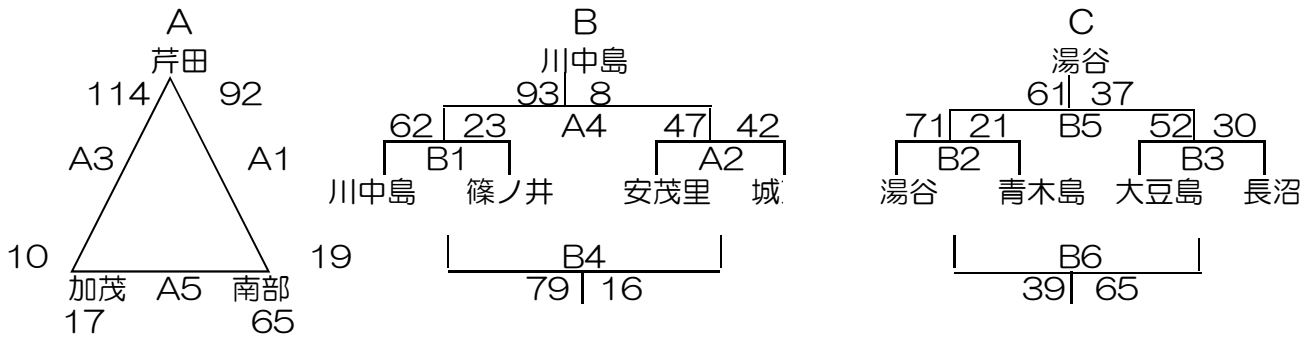 A B C
芹田 川中島 湯谷
114 92 93 8 61 37
62 23 A4 47 42 71 21 B5 52 30
A3 A1 B1 A2 B2 B3
川中島 篠ノ井 安茂里 城 湯谷 青木島 大豆島 長沼
10 19 B4 B6
加茂 A5 南部 79 16 39 65
17 65